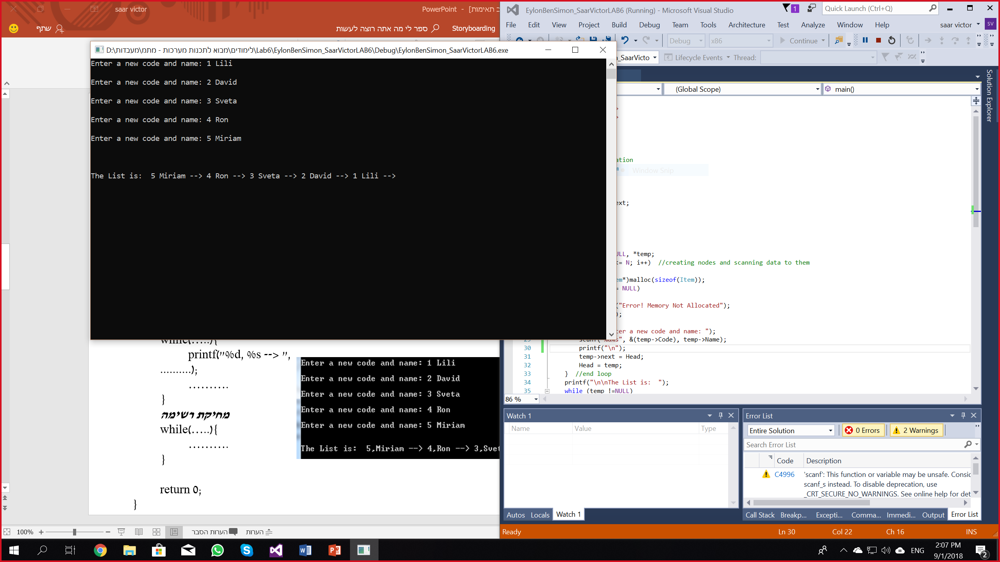 saar victor
PowerPoint - [ב תאימות
שתף
ספר לי מה אתה רוצה לעשות
Storyboarding
EylonBenSimon_SaarVictorLAB6 (Running) - Microsoft Visual Studio
1
Quick Launch (Ctrl+Q)
File Edit View Project Build Debug Team Tools Architecture Test Analyze Window Help
saar victor
SV
Debug x86 Continue
_SaarVicto Lifecycle Events Thread:
Solution Explorer
(Global Scope) main()
D:\לימודים\מבוא לתכנות מערכות - מתמ\מעבדות\Lab6\EylonBenSimon_SaarVictorLAB6\Debug\EylonBenSimon_SaarVictorLAB6.exe
Enter a new code and name: 1 Lili
Enter a new code and name: 2 David
Enter a new code and name: 3 Sveta
Enter a new code and name: 4 Ron
Enter a new code and name: 5 Miriam
The List is:  5 Miriam --> 4 Ron --> 3 Sveta --> 2 David --> 1 Lili -->
ation
Window Snip
ext;
ULL, *temp;
<= N; i++)  //creating nodes and scanning data to them
em*)malloc(sizeof(Item));
= NULL)
("Error! Memory Not Allocated");
);
ter a new code and name: ");
29 scanf("%d%s", &(temp->Code), temp->Name);
30 printf("\n");
31 temp->next = Head;
32 Head = temp;
33 }  //end loop
34 printf("\n\nThe List is:  ");
35 while (temp !=NULL)
86 %
while(…..){
printf("%d, %s --> ",
……….);
……….
}
מחיקת רשימה
while(…..){
……….
}
return 0;
}
Enter a new code and name: 1 Lili
Enter a new code and name: 2 David
Enter a new code and name: 3 Sveta
Enter a new code and name: 4 Ron
Enter a new code and name: 5 Miriam
The List is:  5,Miriam --> 4,Ron --> 3,Svet
Watch 1
Name Value Type
Autos Locals Watch 1
Error List
Entire Solution 0 Errors 2 Warnings
Search Error List
Code Description
C4996 'scanf': This function or variable may be unsafe. Consid
scanf_s instead. To disable deprecation, use
_CRT_SECURE_NO_WARNINGS. See online help for det
Call Stack Breakp... Excepti... Comma... Immedi... Output Error List
100%
הערות הסבר
הערות
Ready Ln 30 Col 22 Ch 16 INS
ENG
2:07 PM
9/1/2018
2